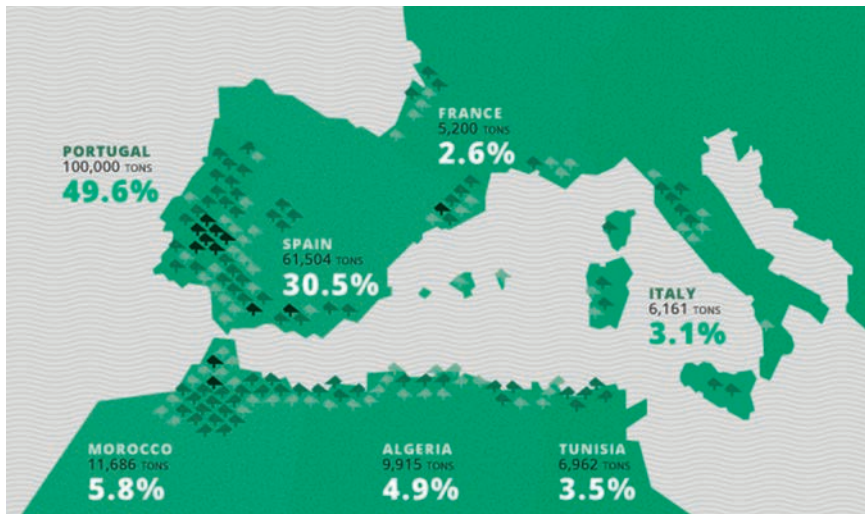 FRANCE
5,200 TONS
2.6%
PORTUGAL
100,000 TONS
49.6%
SPAIN
61,504 TONS
30.5%
ITALY
6,161 TONS
3.1%
MOROCCO
11,686 TONS
5.8%
ALGERIA
9,915 TONS
4.9%
TUNISIA
6,962 TONS
3.5%